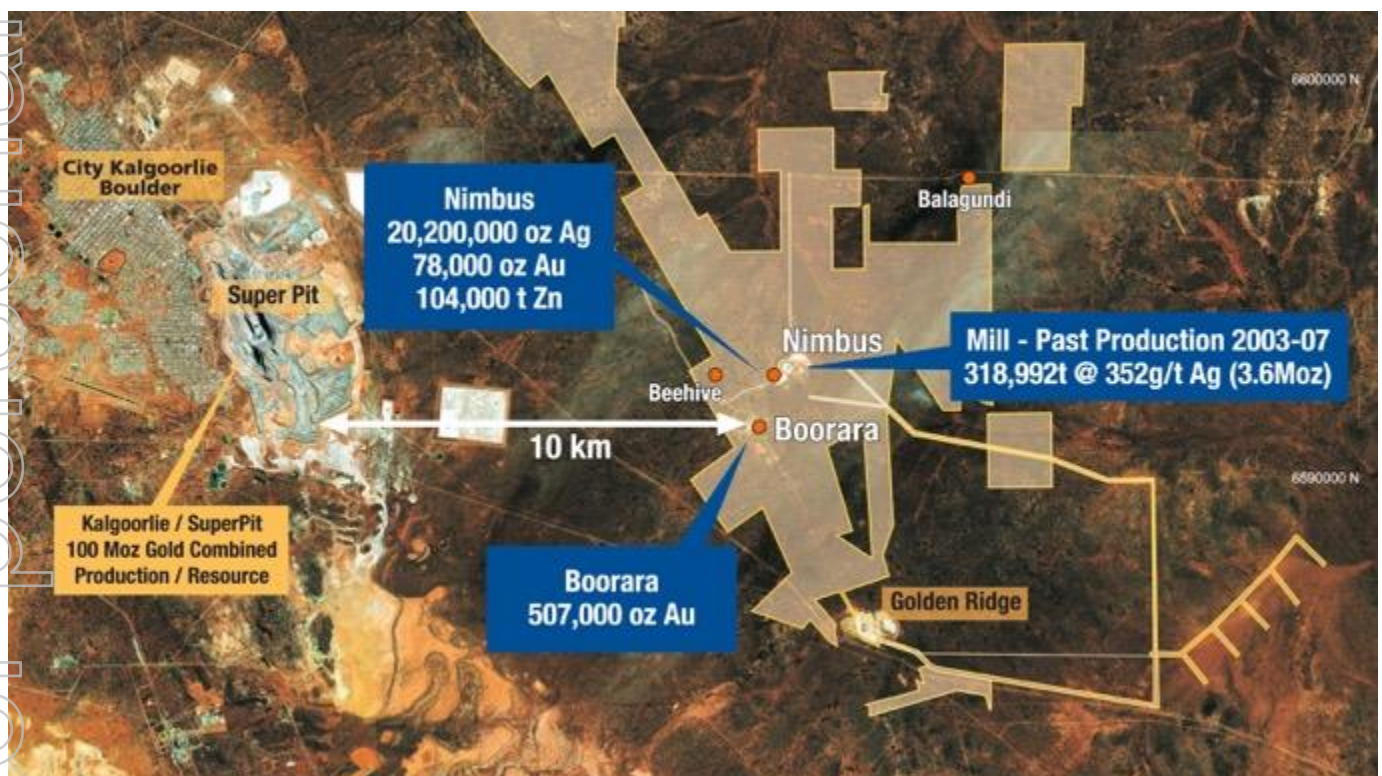 6600000 N
City Kalgoorlie
Boulder
Nimbus
20,200,000 oz Ag
78,000 oz Au
104,000 t Zn
Balagundi
Super Pit
Nimbus
Mill - Past Production 2003-07
318,992t @ 352g/t Ag (3.6Moz)
Beehive
Boorara
10 km
6590000 N
Kalgoorlie / SuperPit
100 Moz Gold Combined
Production / Resource
Boorara
507,000 oz Au
Golden Ridge